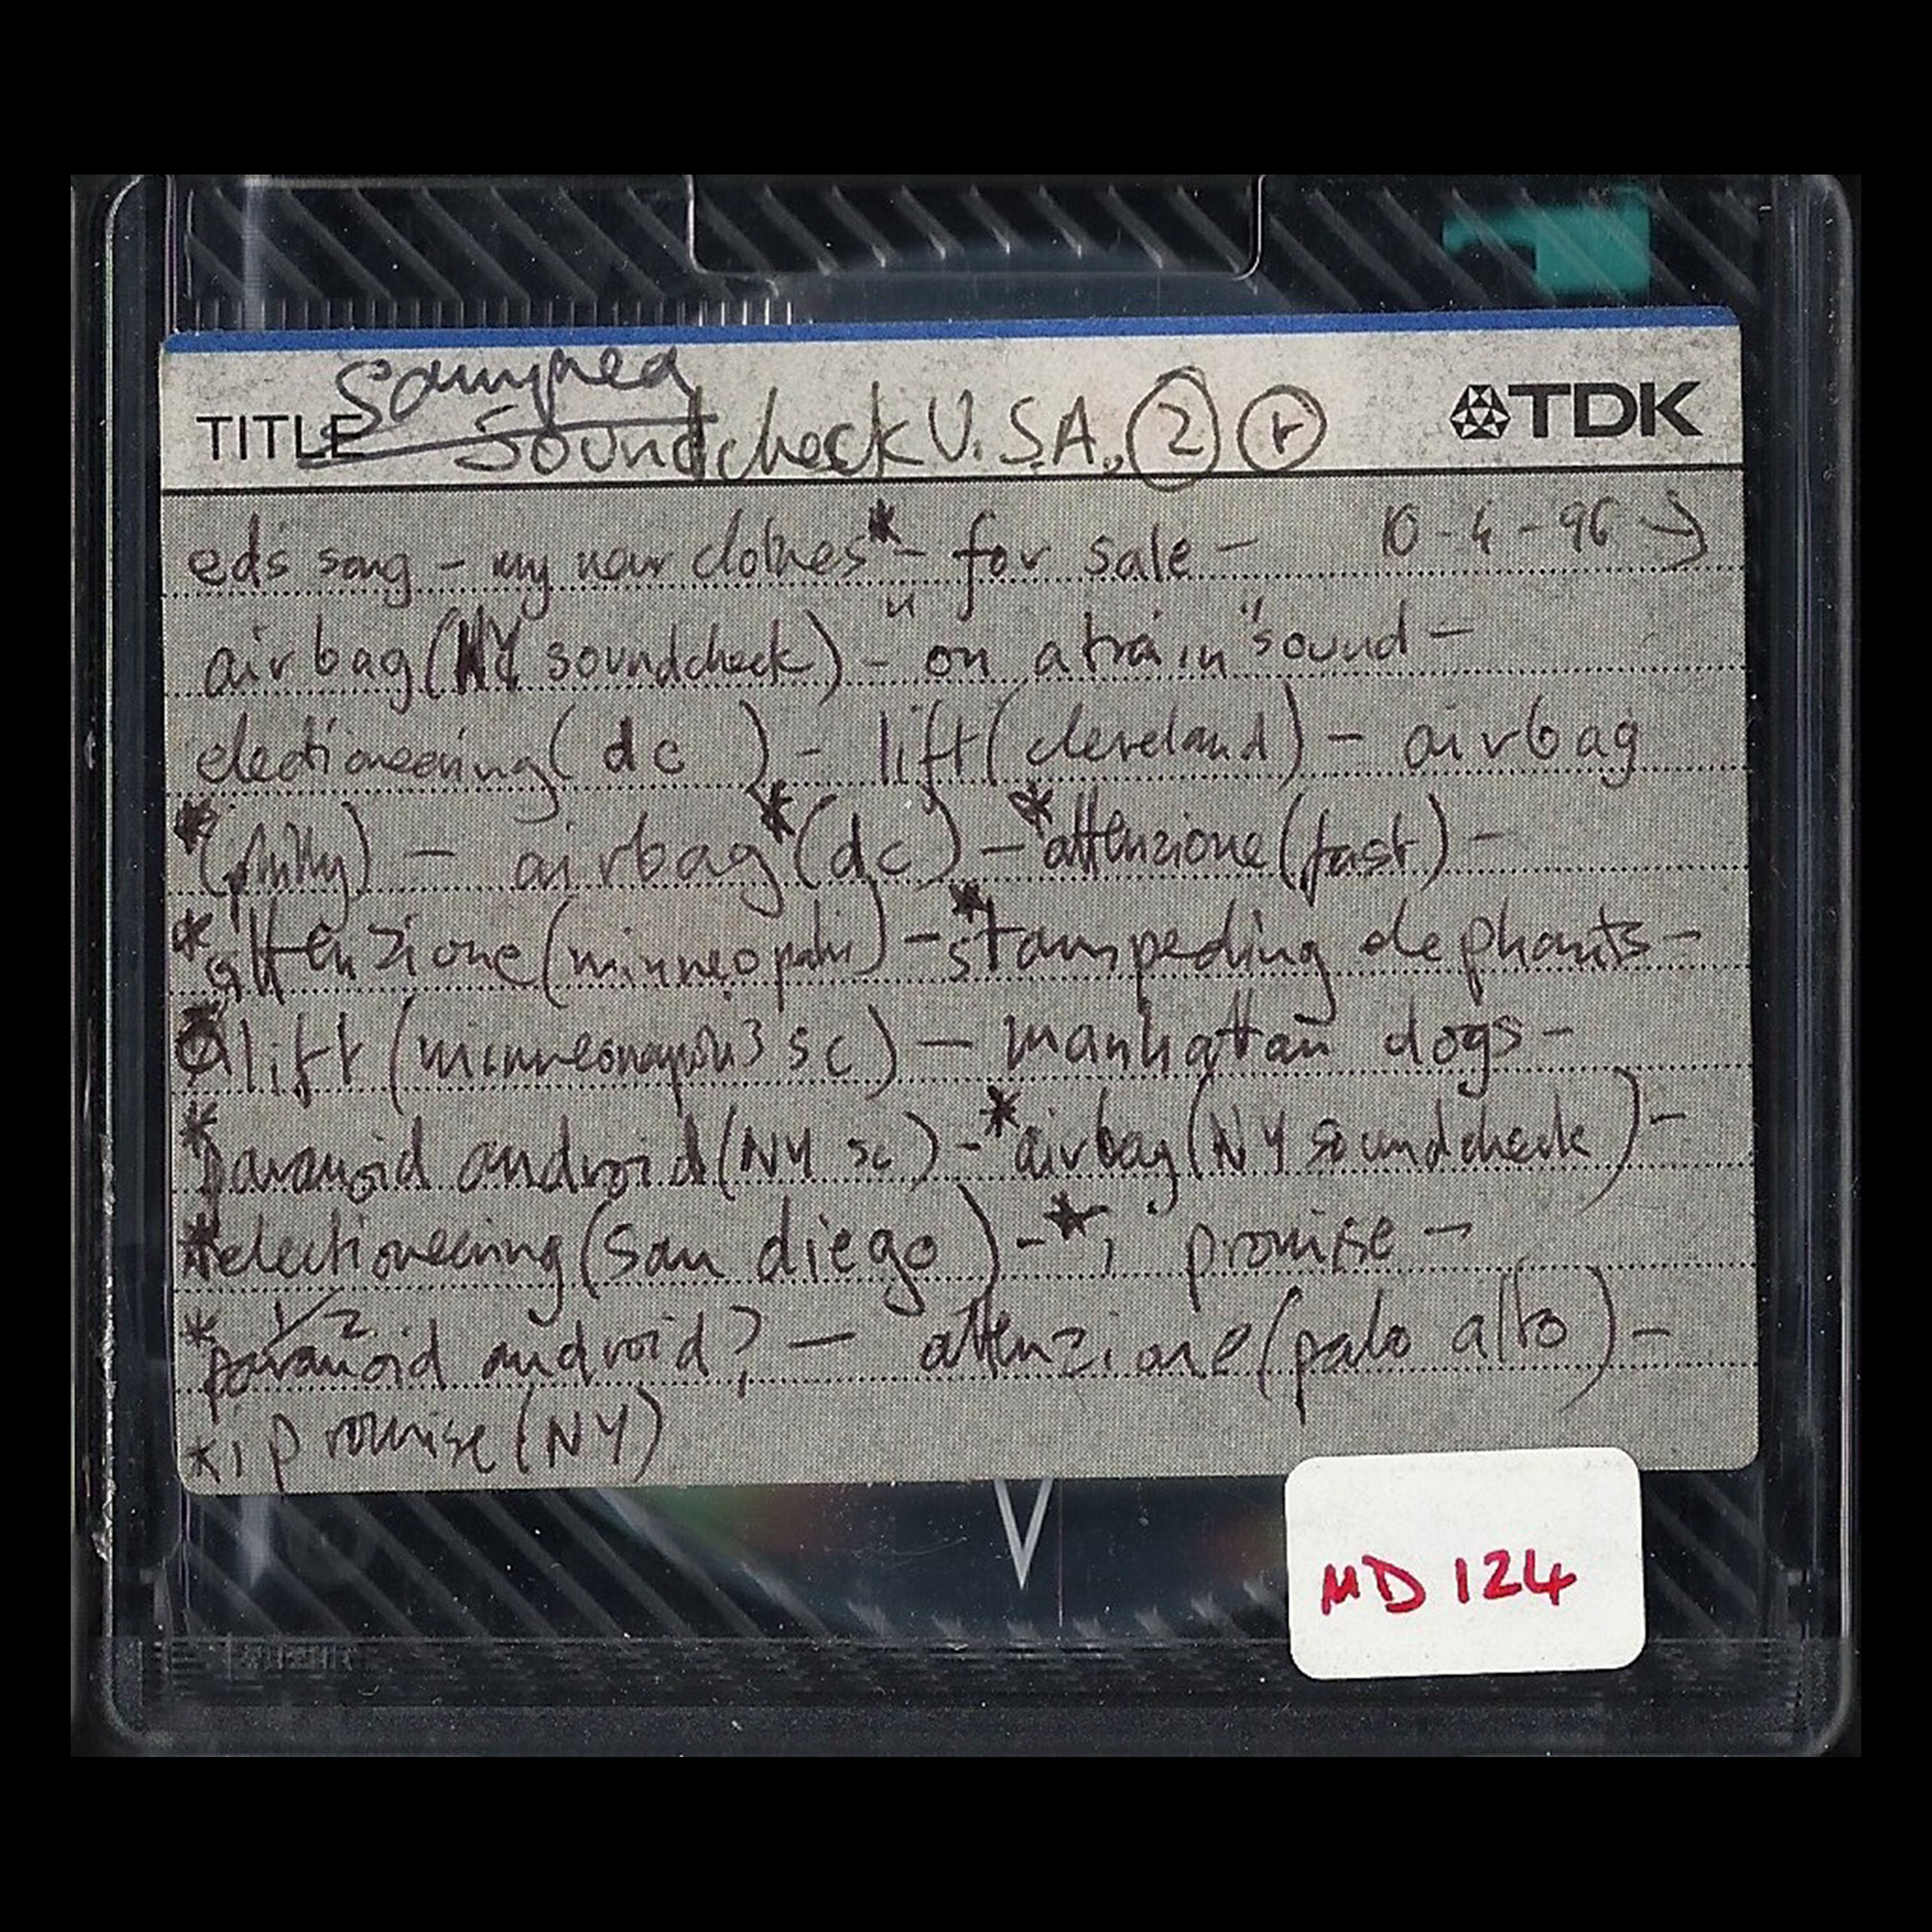 Sampled
TITLE Soundcheck U.S.A. 2 r TDK
eds song - my new clothes* - for sale - 10-4-96 →
airbag (NY soundcheck) - "on a train" sound -
electioneering (dc) - lift (cleveland) - airbag
*(philly) - airbag* (dc) - *attenzione (fast) -
*attenzione (minneopolis) - *stampeding elephants -
lift (sc) - manhattan dogs -
*paranoid android (NY sc) - *airbag (NY soundcheck) -
*electioneering (san diego) - *i promise -
*1/2 paranoid android? - attenzione (palo alto) -
*i promise (NY)
MD 124